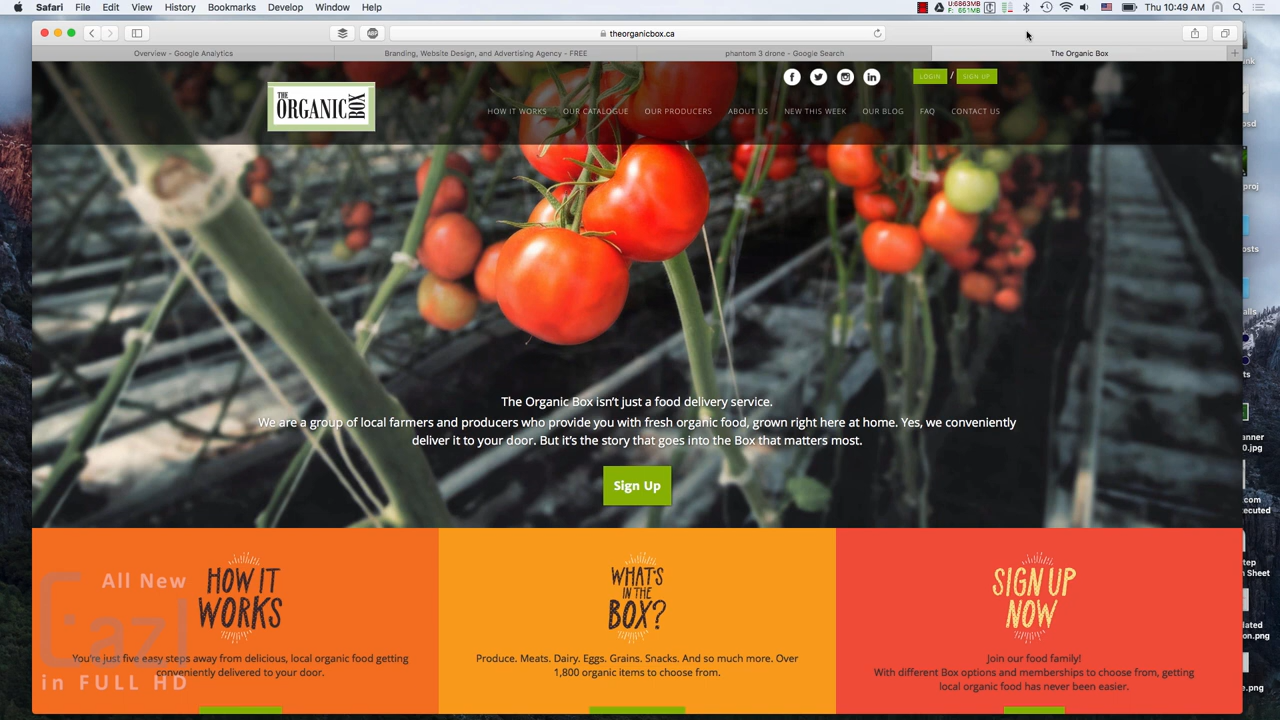 Safari File Edit View History Bookmarks Develop Window Help
U:6863MB
F: 651MB
Thu 10:49 AM
theorganicbox.ca
Overview - Google Analytics
Branding, Website Design, and Advertising Agency - FREE
phantom 3 drone - Google Search
The Organic Box
THE ORGANIC BOX
LOGIN / SIGN UP
HOW IT WORKS OUR CATALOGUE OUR PRODUCERS ABOUT US NEW THIS WEEK OUR BLOG FAQ CONTACT US
The Organic Box isn't just a food delivery service.
We are a group of local farmers and producers who provide you with fresh organic food, grown right here at home. Yes, we conveniently
deliver it to your door. But it's the story that goes into the Box that matters most.
Sign Up
HOW IT
WORKS
You're just five easy steps away from delicious, local organic food getting
conveniently delivered to your door.
WHAT'S
IN THE
BOX?
Produce. Meats. Dairy. Eggs. Grains. Snacks. And so much more. Over
1,800 organic items to choose from.
SIGN UP
NOW
Join our food family!
With different Box options and memberships to choose from, getting
local organic food has never been easier.
All New
in FULL HD